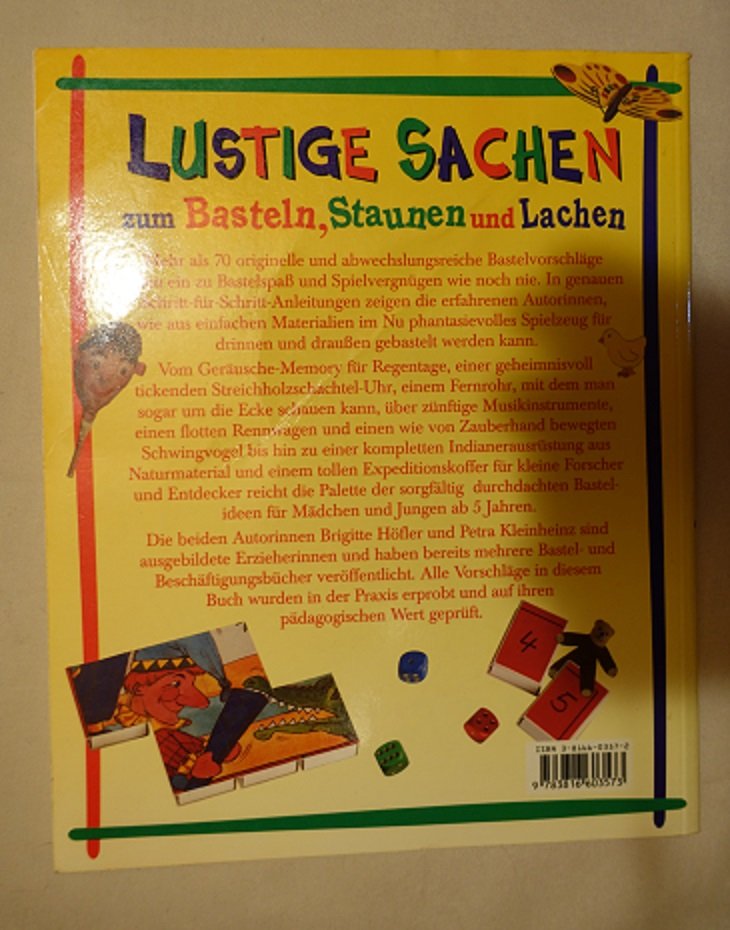 LUSTIGE SACHEN
zum Basteln, Staunen und Lachen
Mehr als 70 originelle und abwechslungsreiche Bastelvorschläge
ein zu Bastelspaß und Spielvergnügen wie noch nie. In genauen
Schritt-für-Schritt-Anleitungen zeigen die erfahrenen Autorinnen,
wie aus einfachen Materialien im Nu phantasievolles Spielzeug für
drinnen und draußen gebastelt werden kann.
Vom Geräusche-Memory für Regentage, einer geheimnisvoll
tickenden Streichholzschachtel-Uhr, einem Fernrohr, mit dem man
sogar um die Ecke schauen kann, über zünftige Musikinstrumente,
einen flotten Rennwagen und einen wie von Zauberhand bewegten
Schwingvogel bis hin zu einer kompletten Indianerausrüstung aus
Naturmaterial und einem tollen Expeditionskoffer für kleine Forscher
und Entdecker reicht die Palette der sorgfältig durchdachten Bastel-
ideen für Mädchen und Jungen ab 5 Jahren.
Die beiden Autorinnen Brigitte Höfler und Petra Kleinheinz sind
ausgebildete Erzieherinnen und haben bereits mehrere Bastel- und
Beschäftigungsbücher veröffentlicht. Alle Vorschläge in diesem
Buch wurden in der Praxis erprobt und auf ihren
pädagogischen Wert geprüft.
4
5
ISBN
9 783816 603573